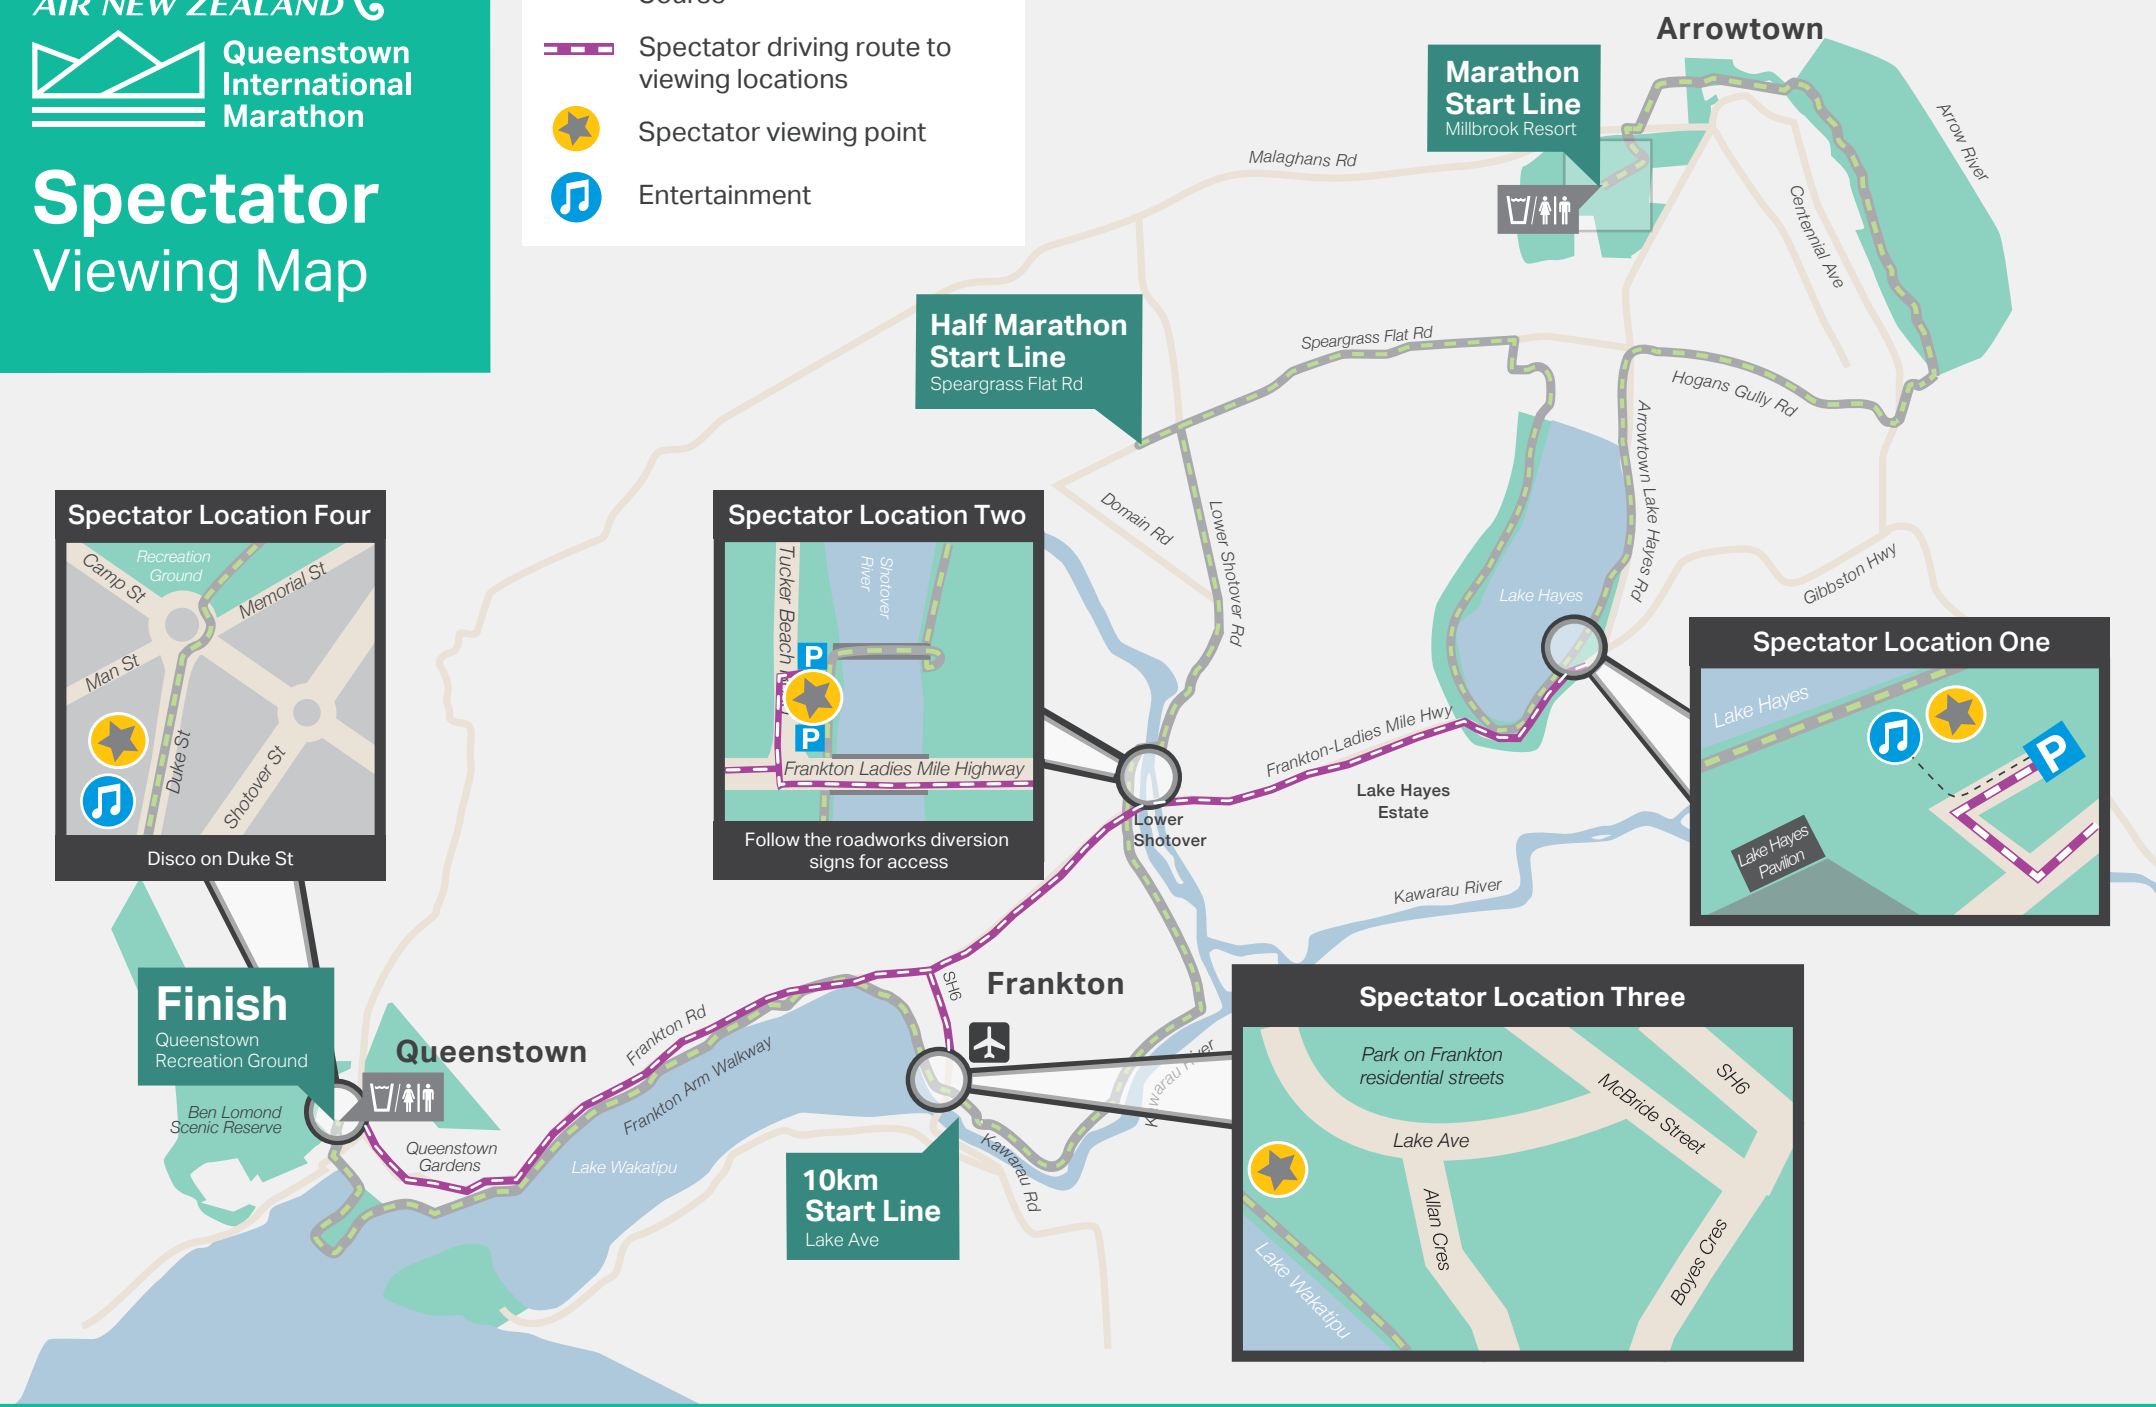 AIR NEW ZEALAND
Queenstown
International
Marathon
Spectator
Viewing Map
Course
Spectator driving route to
viewing locations
Spectator viewing point
Entertainment
Arrowtown
Marathon
Start Line
Millbrook Resort
Malaghans Rd
Arrow River
Centennial Ave
Half Marathon
Start Line
Speargrass Flat Rd
Speargrass Flat Rd
Hogans Gully Rd
Arrowtown Lake Hayes Rd
Domain Rd
Lower Shotover Rd
Lake Hayes
Gibbston Hwy
Spectator Location Four
Recreation
Ground
Camp St
Memorial St
Man St
Duke St
Shotover St
Disco on Duke St
Spectator Location Two
Tucker Beach
Shotover
River
P
P
Frankton Ladies Mile Highway
Follow the roadworks diversion
signs for access
Spectator Location One
Lake Hayes
P
Lake Hayes
Pavilion
Frankton-Ladies Mile Hwy
Lake Hayes
Estate
Lower
Shotover
Kawarau River
Finish
Queenstown
Recreation Ground
Queenstown
Frankton Rd
Frankton Arm Walkway
SH6
Frankton
Kawarau River
Ben Lomond
Scenic Reserve
Queenstown
Gardens
Lake Wakatipu
Kawarau Rd
10km
Start Line
Lake Ave
Spectator Location Three
Park on Frankton
residential streets
McBride Street
SH6
Lake Ave
Allan Cres
Boyes Cres
Lake Wakatipu